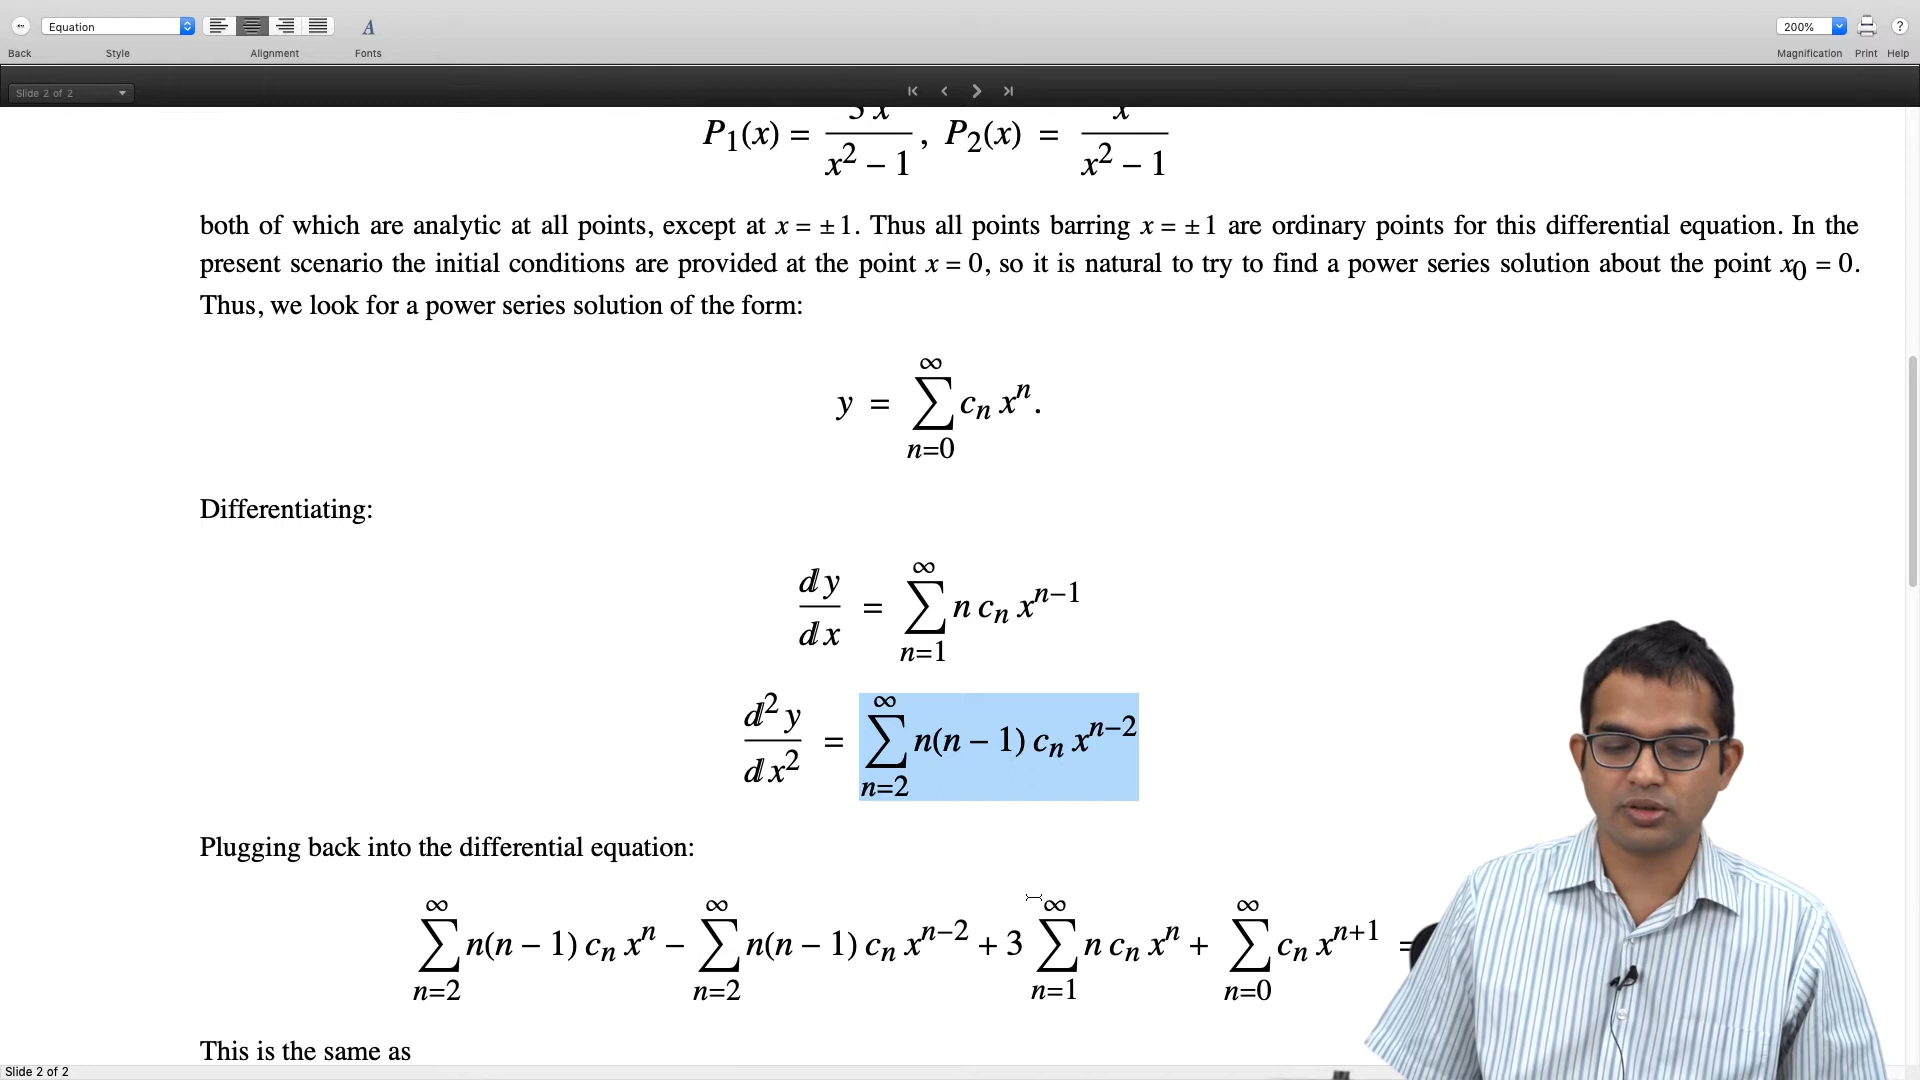 Equation
200%
Back
Style
Alignment
Fonts
Magnification
Print
Help
Slide 2 of 2
P₁(x) = 3 x / (x² − 1) , P₂(x) = x / (x² − 1)
both of which are analytic at all points, except at x = ±1. Thus all points barring x = ±1 are ordinary points for this differential equation. In the
present scenario the initial conditions are provided at the point x = 0, so it is natural to try to find a power series solution about the point x₀ = 0.
Thus, we look for a power series solution of the form:
y = ∑_{n=0}^{∞} cₙ xⁿ.
Differentiating:
dy/dx = ∑_{n=1}^{∞} n cₙ x^{n−1}
d²y/dx² = ∑_{n=2}^{∞} n(n − 1) cₙ x^{n−2}
Plugging back into the differential equation:
∑_{n=2}^{∞} n(n − 1) cₙ xⁿ − ∑_{n=2}^{∞} n(n − 1) cₙ x^{n−2} + 3 ∑_{n=1}^{∞} n cₙ xⁿ + ∑_{n=0}^{∞} cₙ x^{n+1} =
This is the same as
Slide 2 of 2